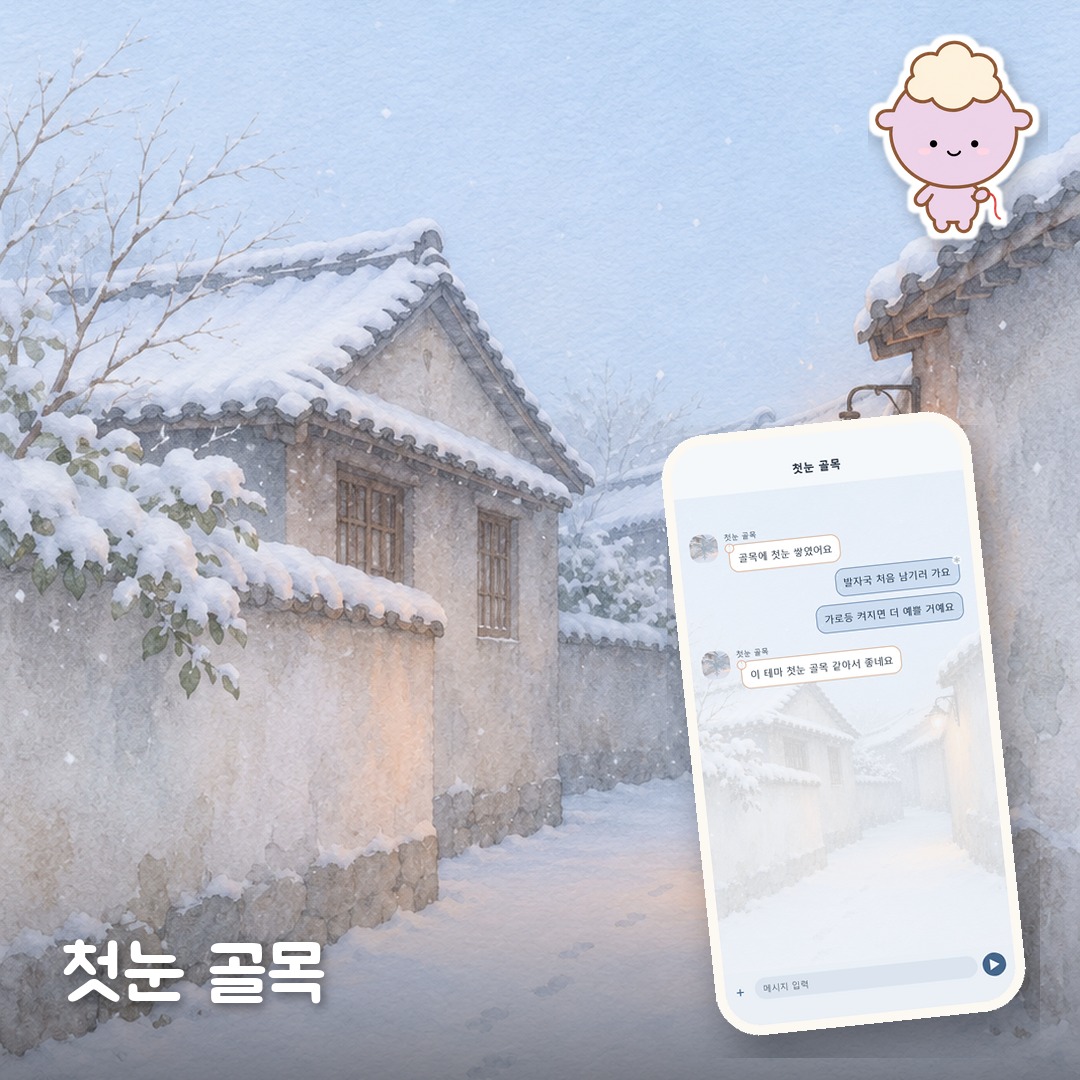 첫눈 골목
첫눈 골목
골목에 첫눈 쌓였어요
발자국 처음 남기러 가요
가로등 켜지면 더 예쁠 거예요
첫눈 골목
이 테마 첫눈 골목 같아서 좋네요
메시지 입력
첫눈 골목